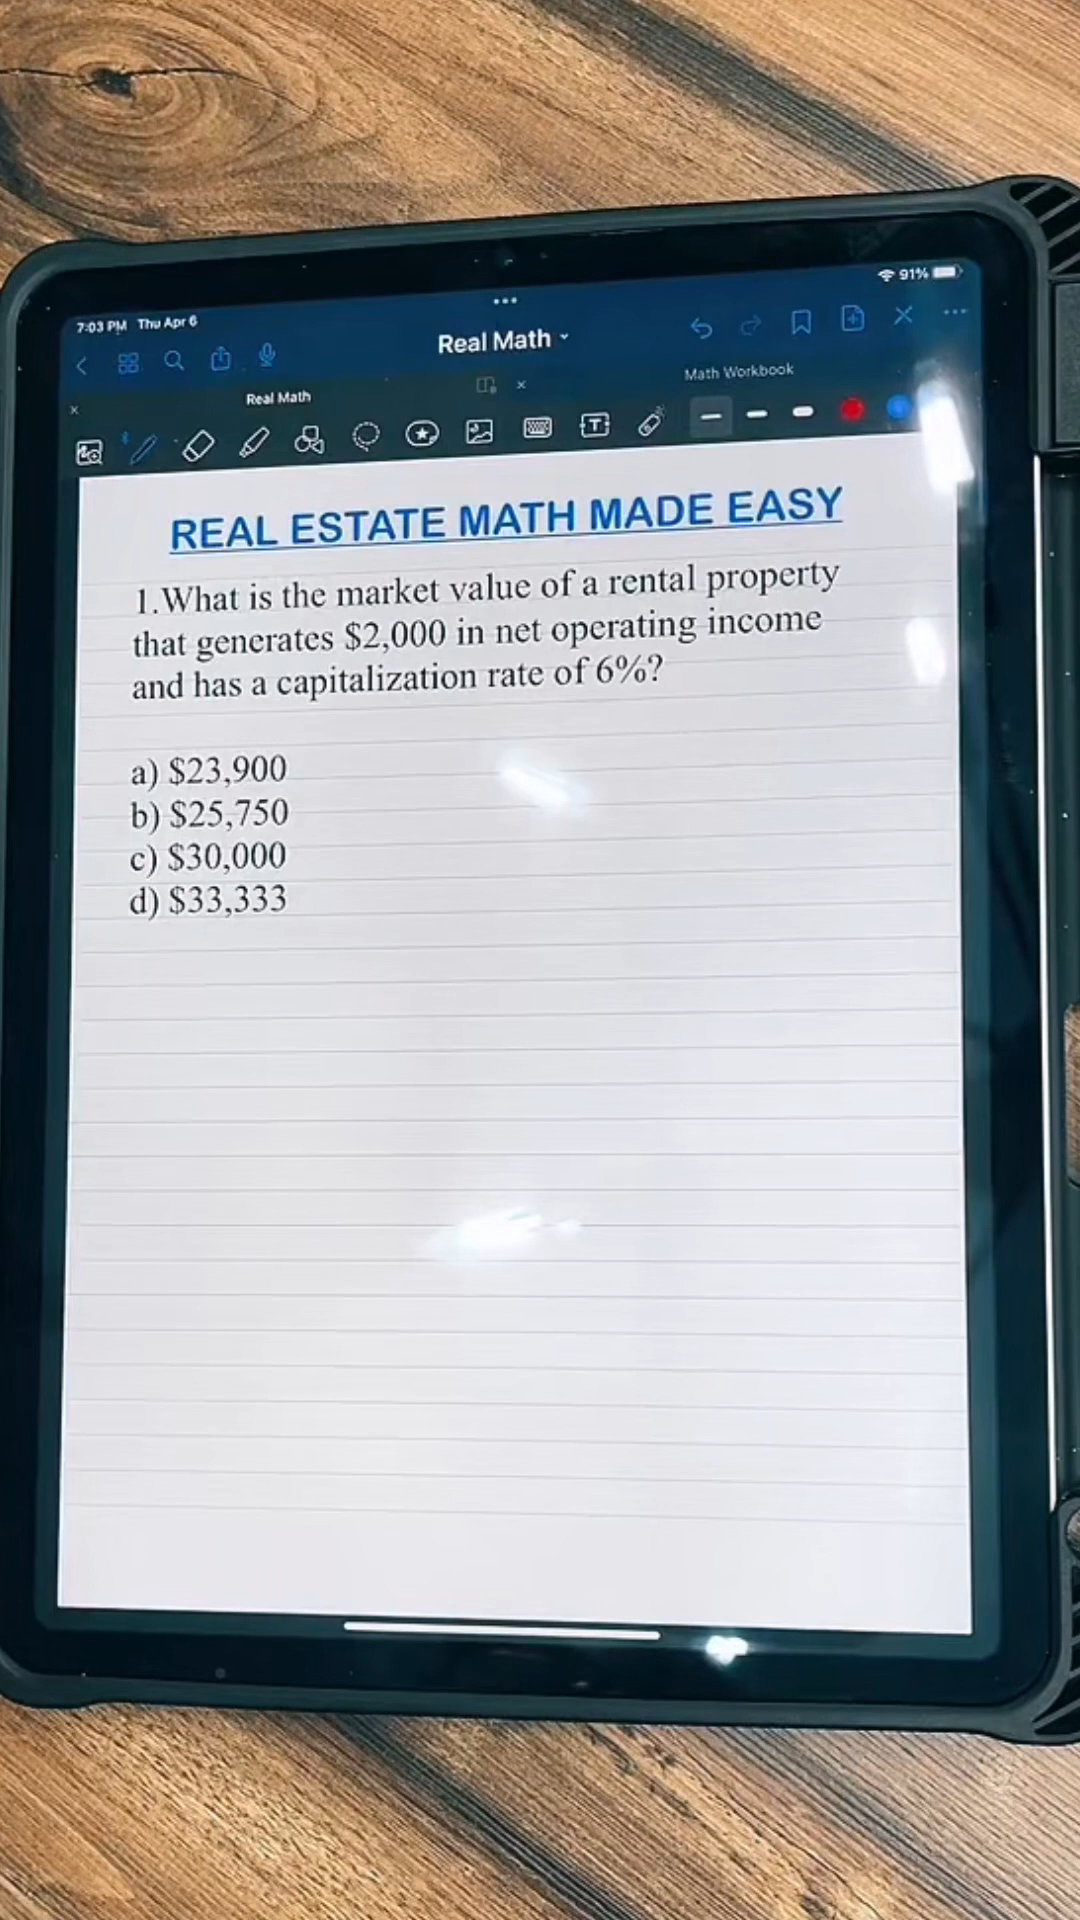 7:03 PM Thu Apr 6
91%
Real Math
Real Math
Math Workbook
REAL ESTATE MATH MADE EASY
1.What is the market value of a rental property
that generates $2,000 in net operating income
and has a capitalization rate of 6%?
a) $23,900
b) $25,750
c) $30,000
d) $33,333